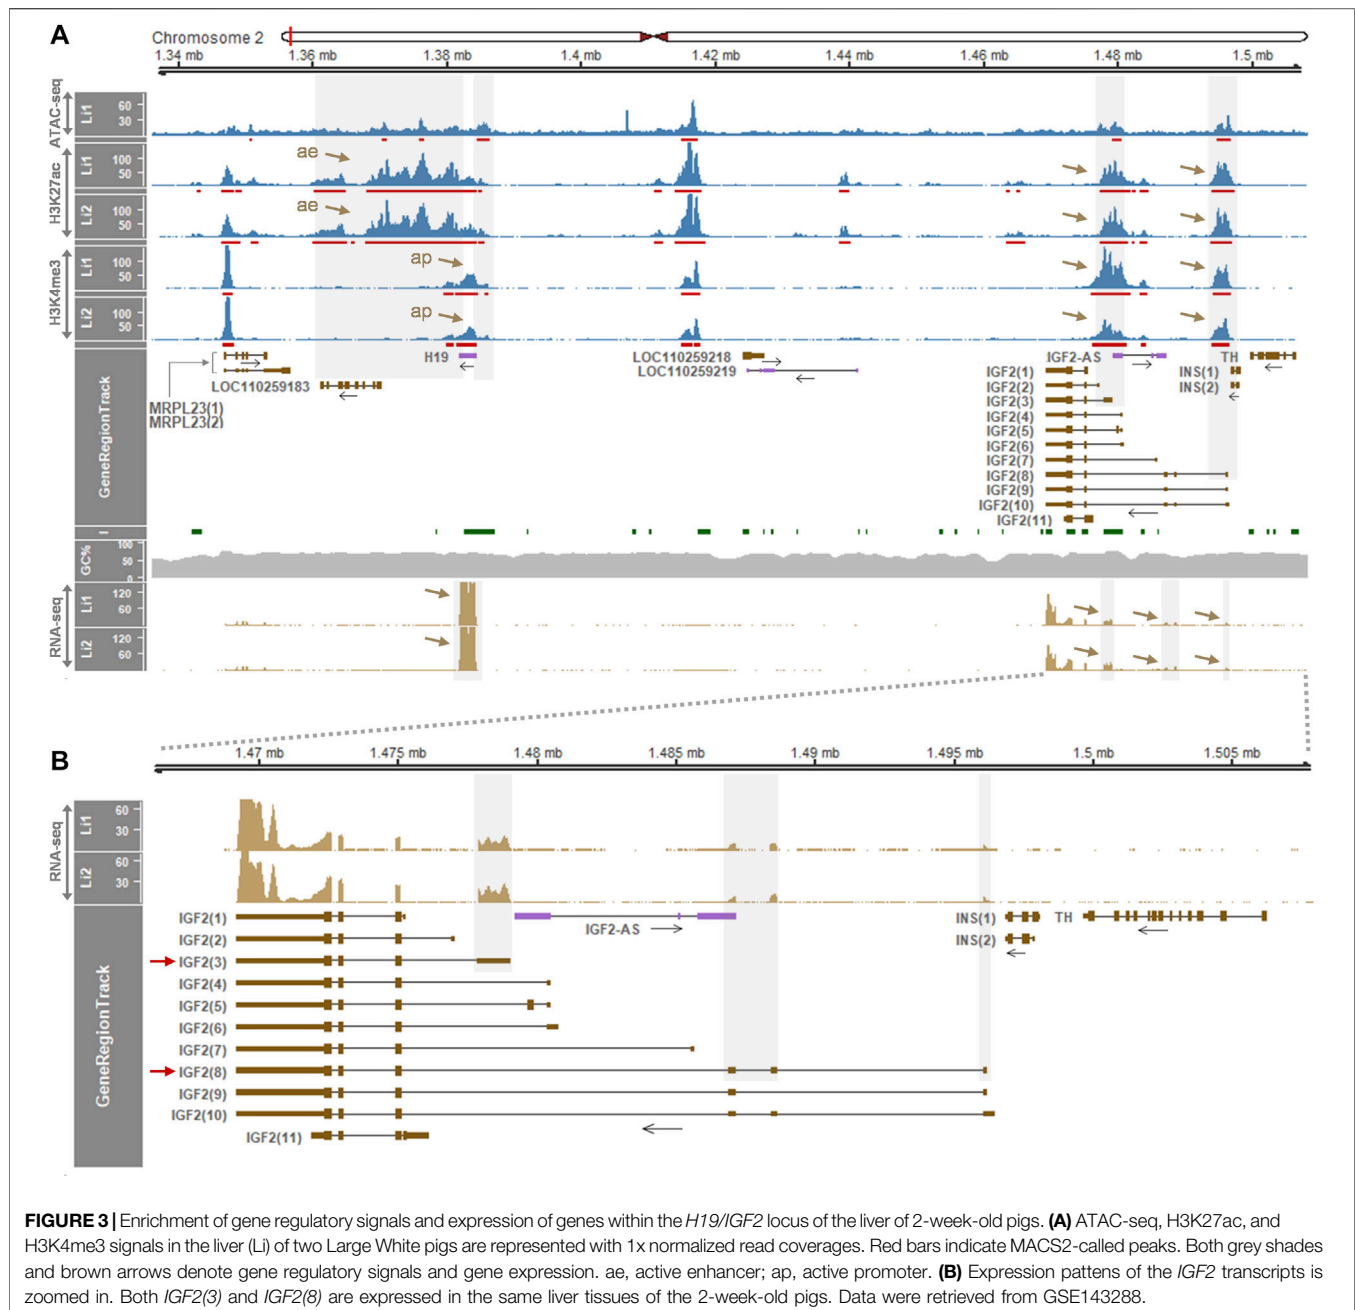 A
Chromosome 2
1.34 mb 1.36 mb 1.38 mb 1.40 mb 1.42 mb 1.44 mb 1.46 mb 1.48 mb 1.5 mb
ATAC-seq Li1 60 30
H3K27ac Li1 100 50 ae
Li2 100 50 ae
H3K4me3 Li1 100 50 ap
Li2 100 50 ap
GeneRegionTrack
H19 LOC110259218 IGF2-AS TH
LOC110259219 IGF2(1) INS(1)
LOC110259183 IGF2(2) INS(2)
IGF2(3)
MRPL23(1)
MRPL23(2)
IGF2(4)
IGF2(5)
IGF2(6)
IGF2(7)
IGF2(8)
IGF2(9)
IGF2(10)
IGF2(11)
I
GC% 100 50 0
RNA-seq Li1 120 60
Li2 120 60
B
1.47 mb 1.475 mb 1.48 mb 1.485 mb 1.49 mb 1.495 mb 1.5 mb 1.505 mb
RNA-seq Li1 60 30
Li2 60 30
GeneRegionTrack
IGF2(1) IGF2-AS INS(1) TH
IGF2(2) INS(2)
IGF2(3)
IGF2(4)
IGF2(5)
IGF2(6)
IGF2(7)
IGF2(8)
IGF2(9)
IGF2(10)
IGF2(11)
FIGURE 3 | Enrichment of gene regulatory signals and expression of genes within the H19/IGF2 locus of the liver of 2-week-old pigs. (A) ATAC-seq, H3K27ac, and
H3K4me3 signals in the liver (Li) of two Large White pigs are represented with 1x normalized read coverages. Red bars indicate MACS2-called peaks. Both grey shades
and brown arrows denote gene regulatory signals and gene expression. ae, active enhancer; ap, active promoter. (B) Expression pattens of the IGF2 transcripts is
zoomed in. Both IGF2(3) and IGF2(8) are expressed in the same liver tissues of the 2-week-old pigs. Data were retrieved from GSE143288.